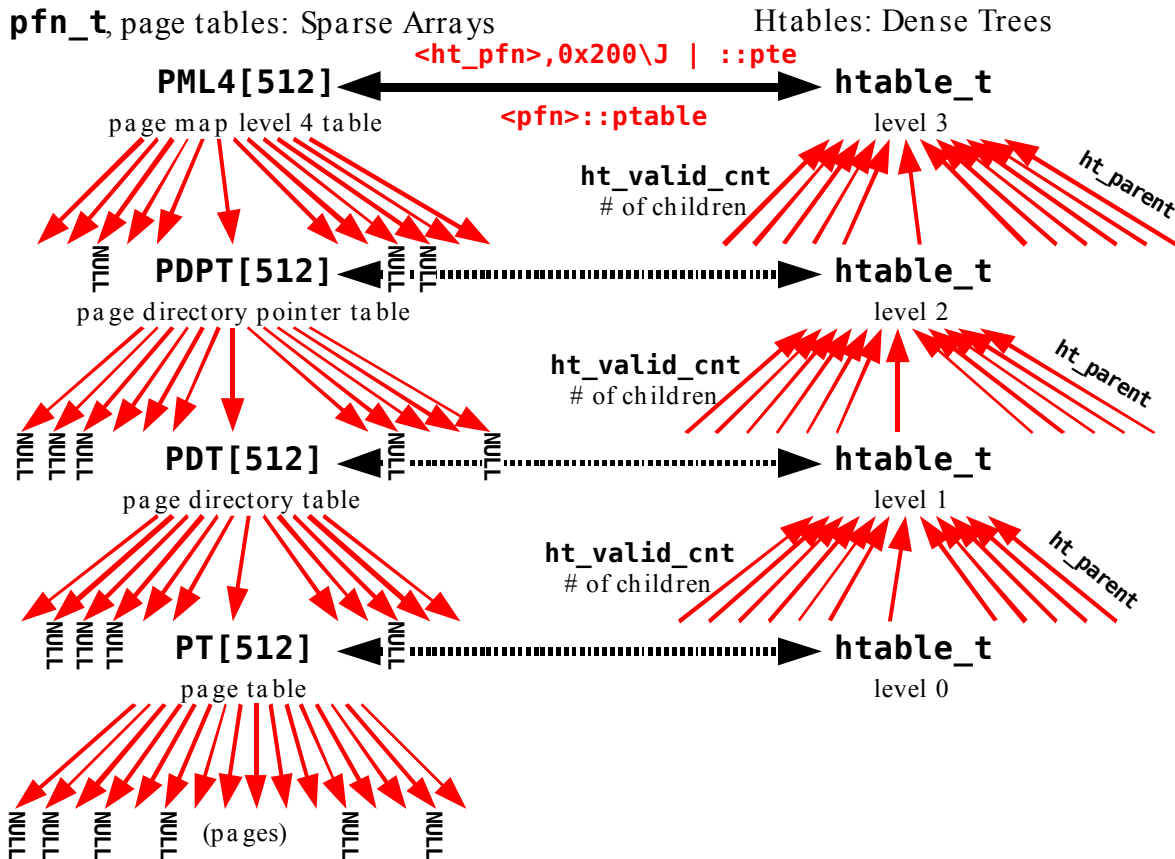 pfn_t, page tables: Sparse Arrays
Htables: Dense Trees
<ht_pfn>,0x200\J | ::pte
PML4[512]
htable_t
<pfn>::ptable
page map level 4 table
level 3
ht_valid_cnt
# of children
ht_parent
NULL
NULL
NULL
PDPT[512]
htable_t
page directory pointer table
level 2
ht_valid_cnt
# of children
ht_parent
NULL
NULL
NULL
NULL
NULL
PDT[512]
htable_t
page directory table
level 1
ht_valid_cnt
# of children
ht_parent
NULL
NULL
NULL
NULL
PT[512]
htable_t
page table
level 0
NULL
NULL
NULL
NULL
(pages)
NULL
NULL